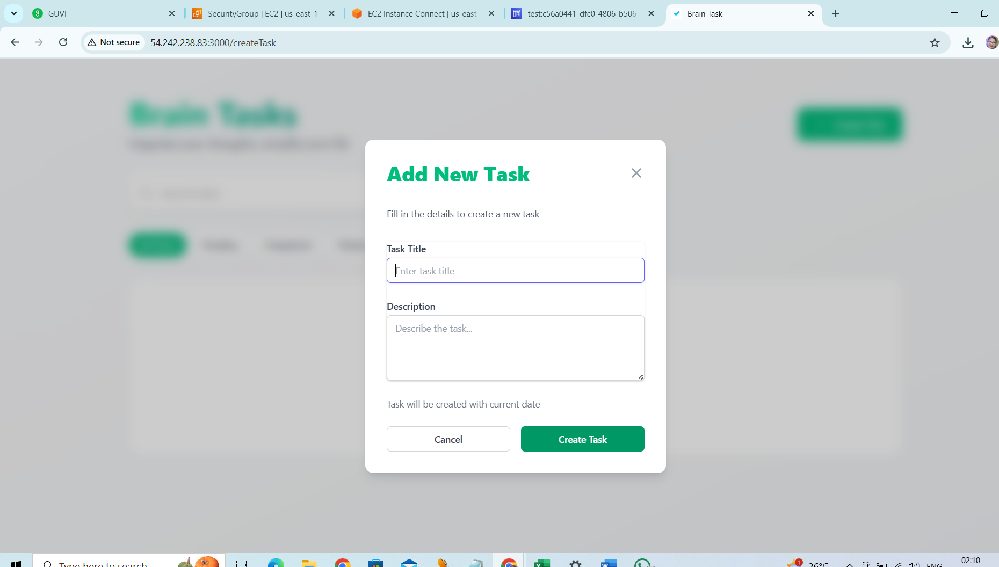 GUVI
SecurityGroup | EC2 | us-east-1
EC2 Instance Connect | us-east-
test:c56a0441-dfc0-4806-b506-
Brain Task
Not secure
54.242.238.83:3000/createTask
Brain Tasks
Add New Task
Fill in the details to create a new task
Task Title
Enter task title
Description
Describe the task...
Task will be created with current date
Cancel
Create Task
Type here to search
1
26°C
ENG
02:10